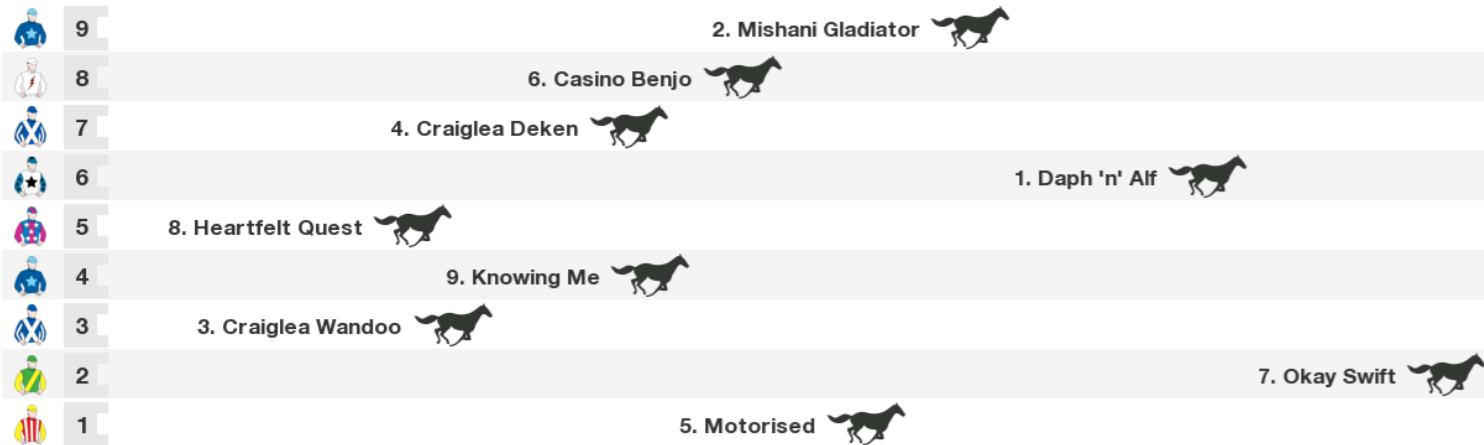 9 2. Mishani Gladiator
8 6. Casino Benjo
7 4. Craiglea Deken
6 1. Daph 'n' Alf
5 8. Heartfelt Quest
4 9. Knowing Me
3 3. Craiglea Wandoo
2 7. Okay Swift
1 5. Motorised